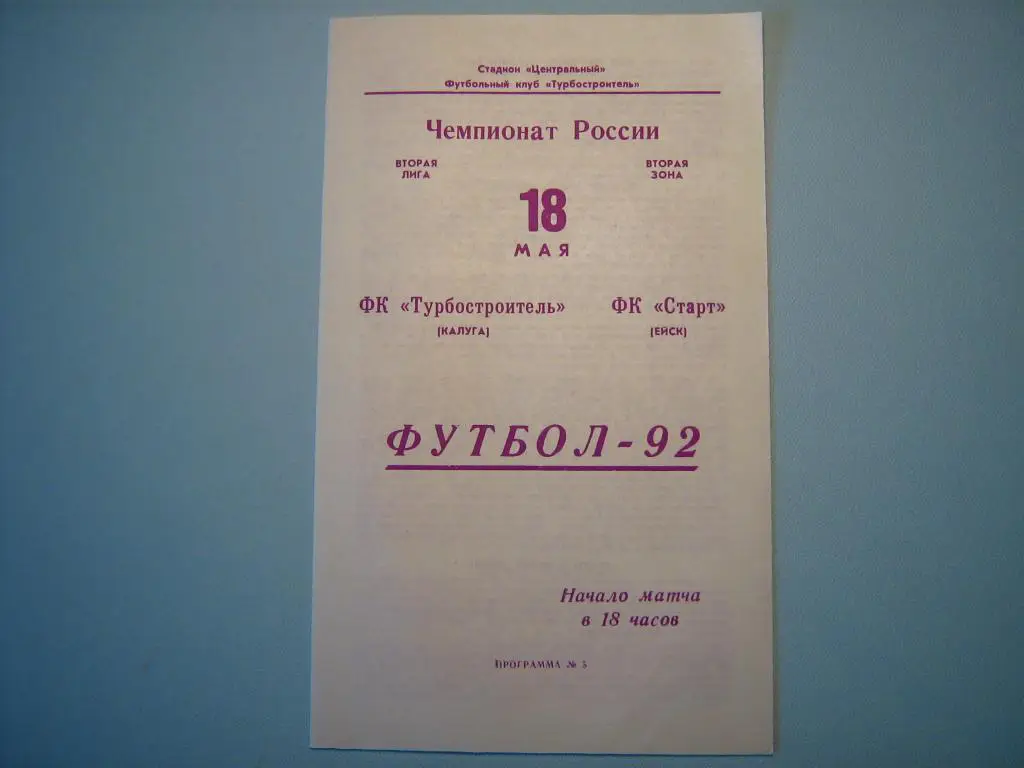 Стадион «Центральный»
Футбольный клуб «Турбостроитель»
Чемпионат России
ВТОРАЯ ЛИГА
ВТОРАЯ ЗОНА
18
МАЯ
ФК «Турбостроитель»
(КАЛУГА)
ФК «Старт»
(ЕЙСК)
ФУТБОЛ-92
Начало матча
в 18 часов
ПРОГРАММА № 5